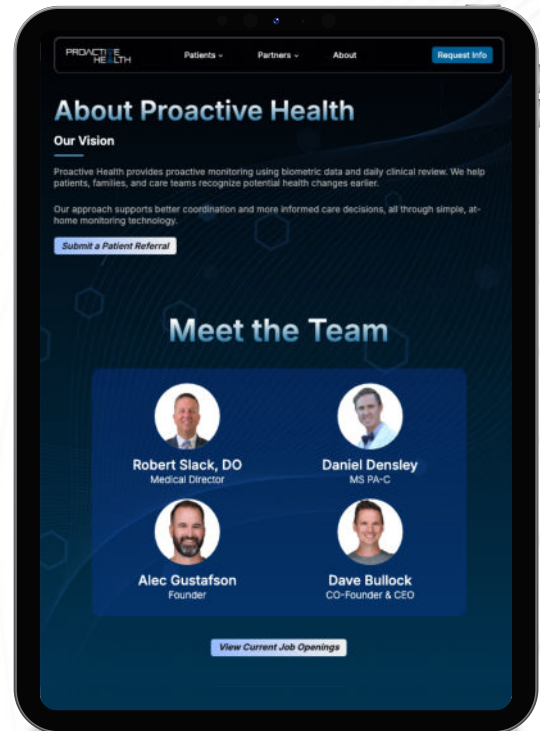 PROACTIVE
HEALTH
Patients
Partners
About
Request Info
About Proactive Health
Our Vision
Proactive Health provides proactive monitoring using biometric data and daily clinical review. We help
patients, families, and care teams recognize potential health changes earlier.
Our approach supports better coordination and more informed care decisions, all through simple, at-
home monitoring technology.
Submit a Patient Referral
Meet the Team
Robert Slack, DO
Medical Director
Daniel Densley
MS PA-C
Alec Gustafson
Founder
Dave Bullock
CO-Founder & CEO
View Current Job Openings